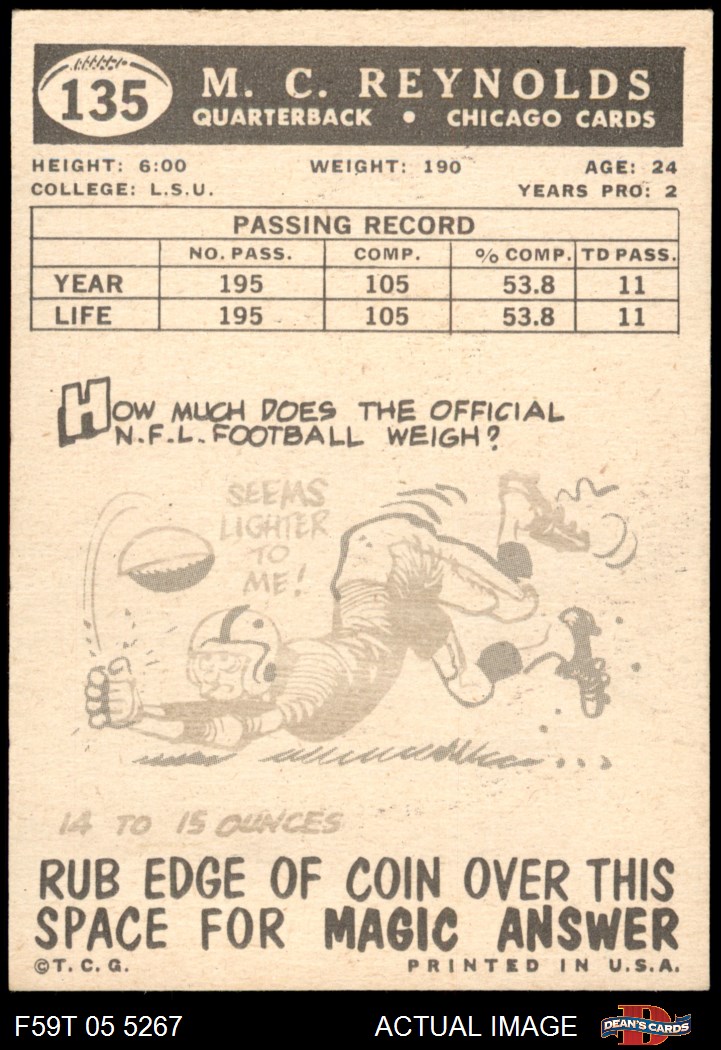 135
M. C. REYNOLDS
QUARTERBACK • CHICAGO CARDS
HEIGHT: 6:00 WEIGHT: 190 AGE: 24
COLLEGE: L.S.U. YEARS PRO: 2
PASSING RECORD
NO. PASS. COMP. % COMP. TD PASS.
YEAR 195 105 53.8 11
LIFE 195 105 53.8 11
HOW MUCH DOES THE OFFICIAL
N.F.L. FOOTBALL WEIGH?
SEEMS
LIGHTER
TO
ME!
14 TO 15 OUNCES
RUB EDGE OF COIN OVER THIS
SPACE FOR MAGIC ANSWER
©T. C. G. PRINTED IN U.S.A.
F59T 05 5267 ACTUAL IMAGE D DEAN'S CARDS